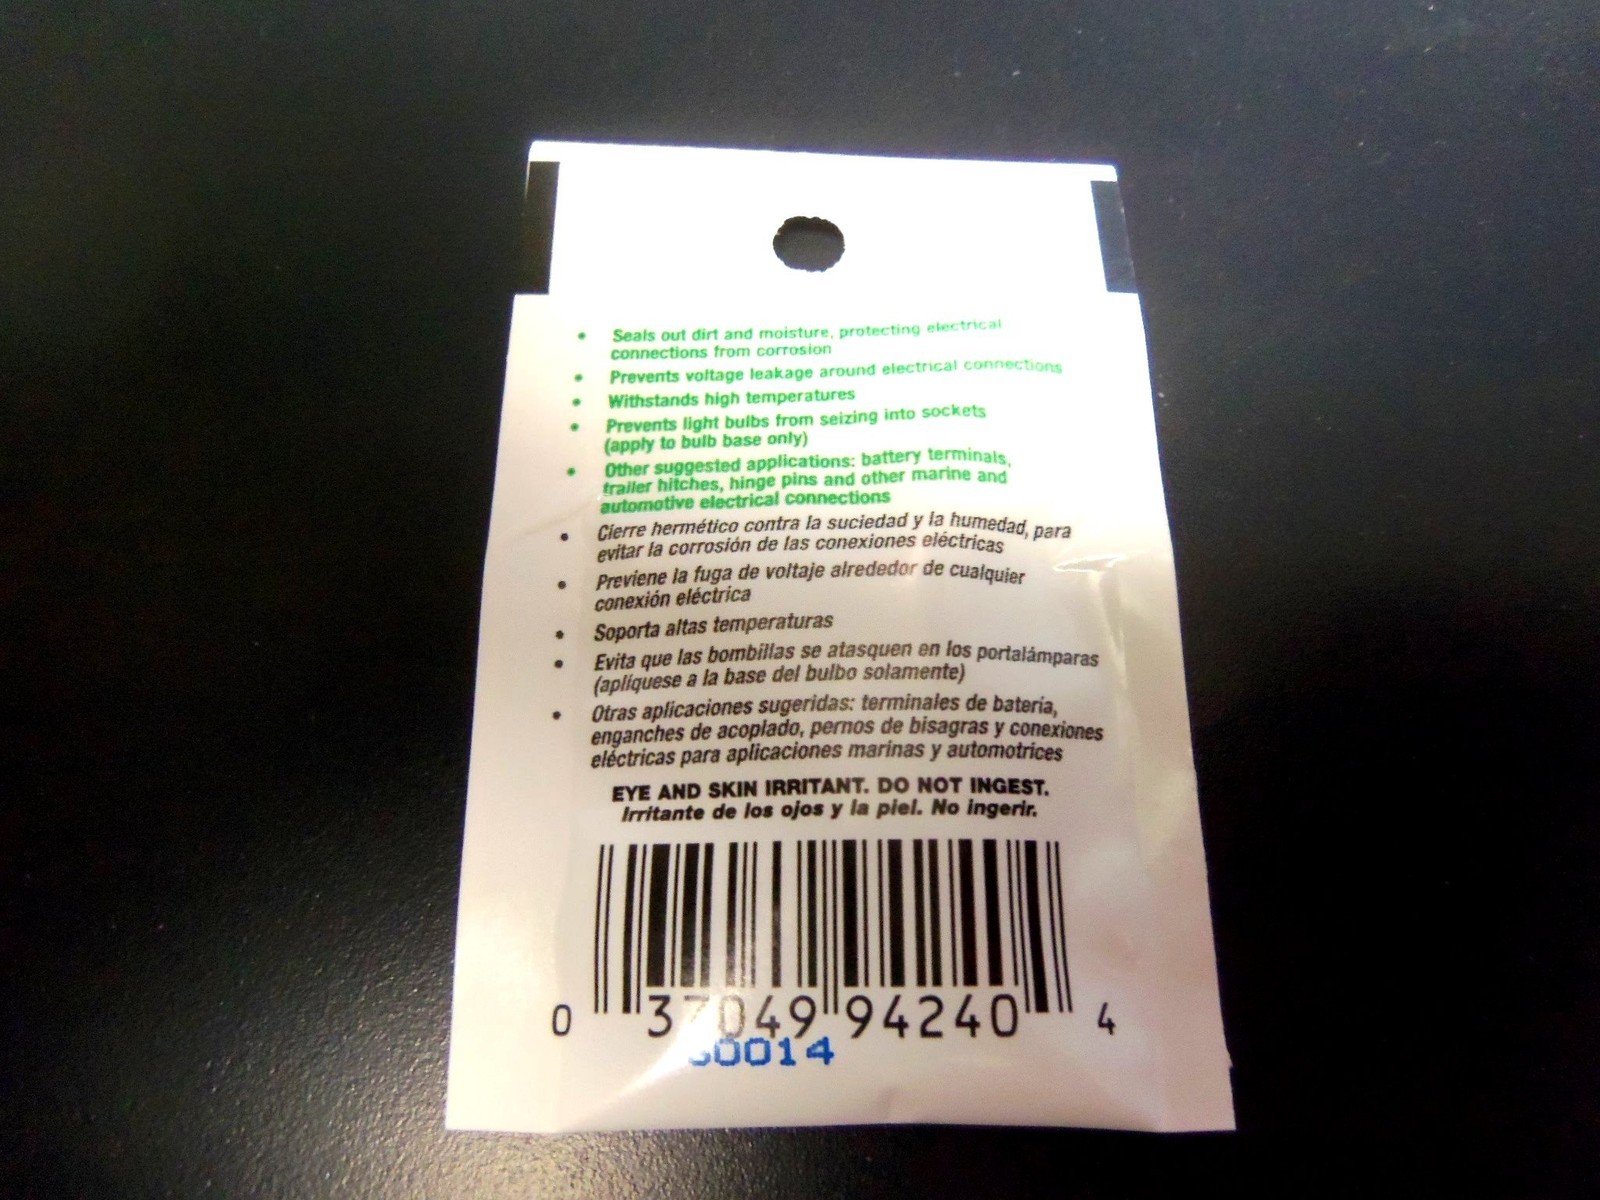 • Seals out dirt and moisture, protecting electrical
connections from corrosion
• Prevents voltage leakage around electrical connections
• Withstands high temperatures
• Prevents light bulbs from seizing into sockets
(apply to bulb base only)
• Other suggested applications: battery terminals,
trailer hitches, hinge pins and other marine and
automotive electrical connections
• Cierre hermético contra la suciedad y la humedad, para
evitar la corrosión de las conexiones eléctricas
• Previene la fuga de voltaje alrededor de cualquier
conexión eléctrica
• Soporta altas temperaturas
• Evita que las bombillas se atasquen en los portalámparas
(aplíquese a la base del bulbo solamente)
• Otras aplicaciones sugeridas: terminales de batería,
enganches de acoplado, pernos de bisagras y conexiones
eléctricas para aplicaciones marinas y automotrices
EYE AND SKIN IRRITANT. DO NOT INGEST.
Irritante de los ojos y la piel. No ingerir.
0 37049 94240 4